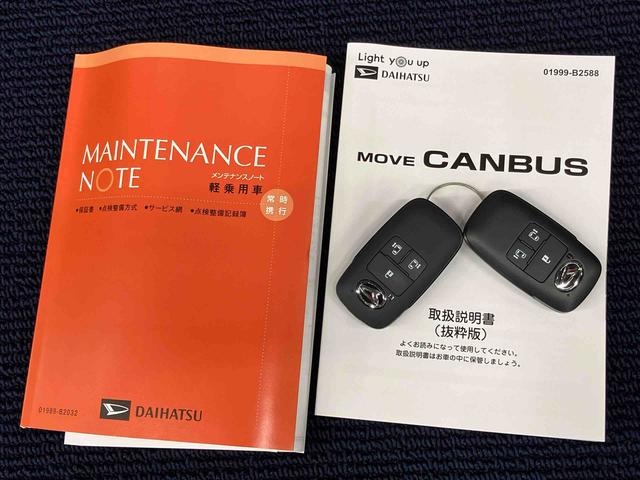 MAINTENANCE
NOTE
メンテナンスノート
軽乗用車
常時
携行
●保証書 ●点検整備方式 ●サービス網 ●点検整備記録簿
01989-B2032
DAIHATSU
Light you up
DAIHATSU
01999-B2588
MOVE CANBUS
取扱説明書
(抜粋版)
よくお読みになって使用してください。
取扱説明書はお車の中に保管しましょう。